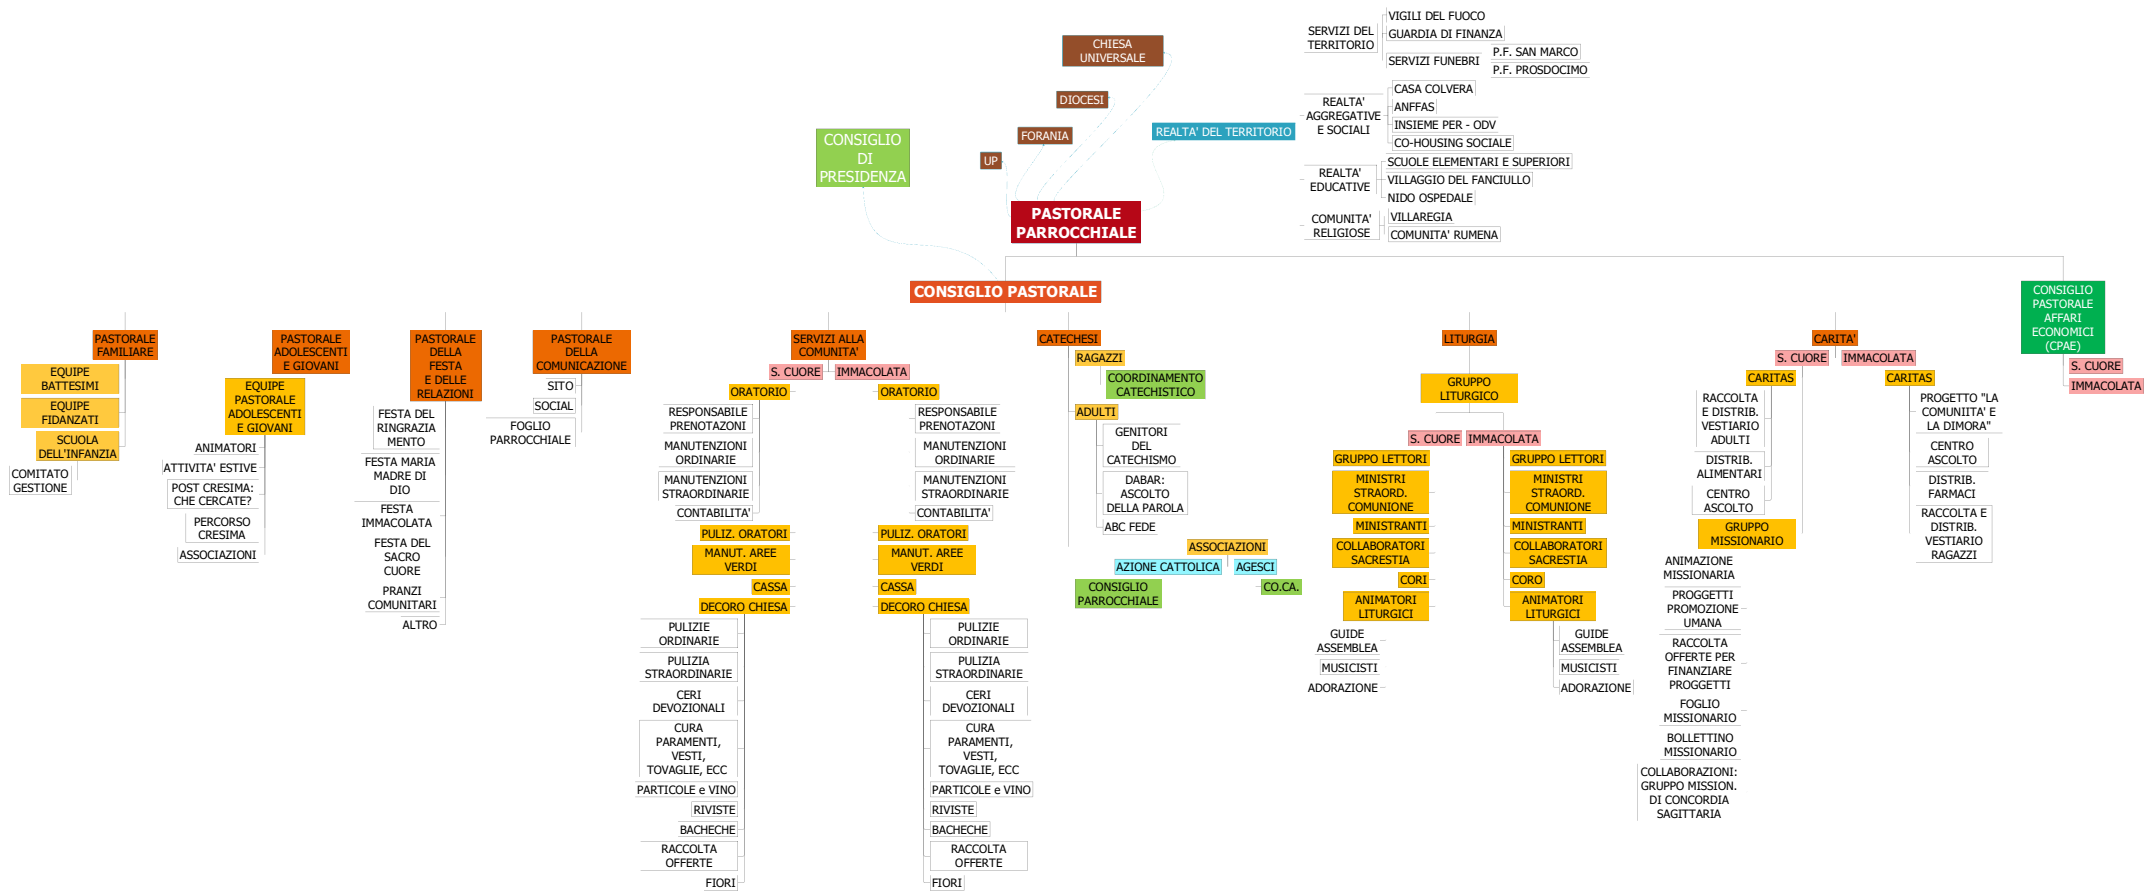 CHIESA
UNIVERSALE
DIOCESI
FORANIA
UP
CONSIGLIO
DI
PRESIDENZA
REALTA' DEL TERRITORIO
SERVIZI DEL
TERRITORIO
VIGILI DEL FUOCO
GUARDIA DI FINANZA
SERVIZI FUNEBRI
P.F. SAN MARCO
P.F. PROSDOCIMO
REALTA'
AGGREGATIVE
E SOCIALI
CASA COLVERA
ANFFAS
INSIEME PER - ODV
CO-HOUSING SOCIALE
REALTA'
EDUCATIVE
SCUOLE ELEMENTARI E SUPERIORI
VILLAGGIO DEL FANCIULLO
NIDO OSPEDALE
COMUNITA'
RELIGIOSE
VILLAREGIA
COMUNITA' RUMENA
PASTORALE
PARROCCHIALE
CONSIGLIO PASTORALE
PASTORALE
FAMILIARE
EQUIPE
BATTESIMI
EQUIPE
FIDANZATI
SCUOLA
DELL'INFANZIA
COMITATO
GESTIONE
PASTORALE
ADOLESCENTI
E GIOVANI
EQUIPE
PASTORALE
ADOLESCENTI
E GIOVANI
ANIMATORI
ATTIVITA' ESTIVE
POST CRESIMA:
CHE CERCATE?
PERCORSO
CRESIMA
ASSOCIAZIONI
PASTORALE
DELLA
FESTA
E DELLE
RELAZIONI
FESTA DEL
RINGRAZIA
MENTO
FESTA MARIA
MADRE DI
DIO
FESTA
IMMACOLATA
FESTA DEL
SACRO
CUORE
PRANZI
COMUNITARI
ALTRO
PASTORALE
DELLA
COMUNICAZIONE
SITO
SOCIAL
FOGLIO
PARROCCHIALE
SERVIZI ALLA
COMUNITA'
S. CUORE
IMMACOLATA
ORATORIO
RESPONSABILE
PRENOTAZONI
MANUTENZIONI
ORDINARIE
MANUTENZIONI
STRAORDINARIE
CONTABILITA'
PULIZ. ORATORI
MANUT. AREE
VERDI
CASSA
DECORO CHIESA
PULIZIE
ORDINARIE
PULIZIA
STRAORDINARIE
CERI
DEVOZIONALI
CURA
PARAMENTI,
VESTI,
TOVAGLIE, ECC
PARTICOLE e VINO
RIVISTE
BACHECHE
RACCOLTA
OFFERTE
FIORI
ORATORIO
RESPONSABILE
PRENOTAZONI
MANUTENZIONI
ORDINARIE
MANUTENZIONI
STRAORDINARIE
CONTABILITA'
PULIZ. ORATORI
MANUT. AREE
VERDI
CASSA
DECORO CHIESA
PULIZIE
ORDINARIE
PULIZIA
STRAORDINARIE
CERI
DEVOZIONALI
CURA
PARAMENTI,
VESTI,
TOVAGLIE, ECC
PARTICOLE e VINO
RIVISTE
BACHECHE
RACCOLTA
OFFERTE
FIORI
CATECHESI
RAGAZZI
COORDINAMENTO
CATECHISTICO
ADULTI
GENITORI
DEL
CATECHISMO
DABAR:
ASCOLTO
DELLA PAROLA
ABC FEDE
ASSOCIAZIONI
AZIONE CATTOLICA
AGESCI
CONSIGLIO
PARROCCHIALE
CO.CA.
LITURGIA
GRUPPO
LITURGICO
S. CUORE
IMMACOLATA
GRUPPO LETTORI
MINISTRI
STRAORD.
COMUNIONE
MINISTRANTI
COLLABORATORI
SACRESTIA
CORI
ANIMATORI
LITURGICI
GUIDE
ASSEMBLEA
MUSICISTI
ADORAZIONE
GRUPPO LETTORI
MINISTRI
STRAORD.
COMUNIONE
MINISTRANTI
COLLABORATORI
SACRESTIA
CORO
ANIMATORI
LITURGICI
GUIDE
ASSEMBLEA
MUSICISTI
ADORAZIONE
CARITA'
S. CUORE
IMMACOLATA
CARITAS
RACCOLTA
E DISTRIB.
VESTIARIO
ADULTI
DISTRIB.
ALIMENTARI
CENTRO
ASCOLTO
GRUPPO
MISSIONARIO
ANIMAZIONE
MISSIONARIA
PROGGETTI
PROMOZIONE
UMANA
RACCOLTA
OFFERTE PER
FINANZIARE
PROGGETTI
FOGLIO
MISSIONARIO
BOLLETTINO
MISSIONARIO
COLLABORAZIONI:
GRUPPO MISSION.
DI CONCORDIA
SAGITTARIA
CARITAS
PROGETTO "LA
COMUNIITA' E
LA DIMORA"
CENTRO
ASCOLTO
DISTRIB.
FARMACI
RACCOLTA E
DISTRIB.
VESTIARIO
RAGAZZI
CONSIGLIO
PASTORALE
AFFARI
ECONOMICI
(CPAE)
S. CUORE
IMMACOLATA